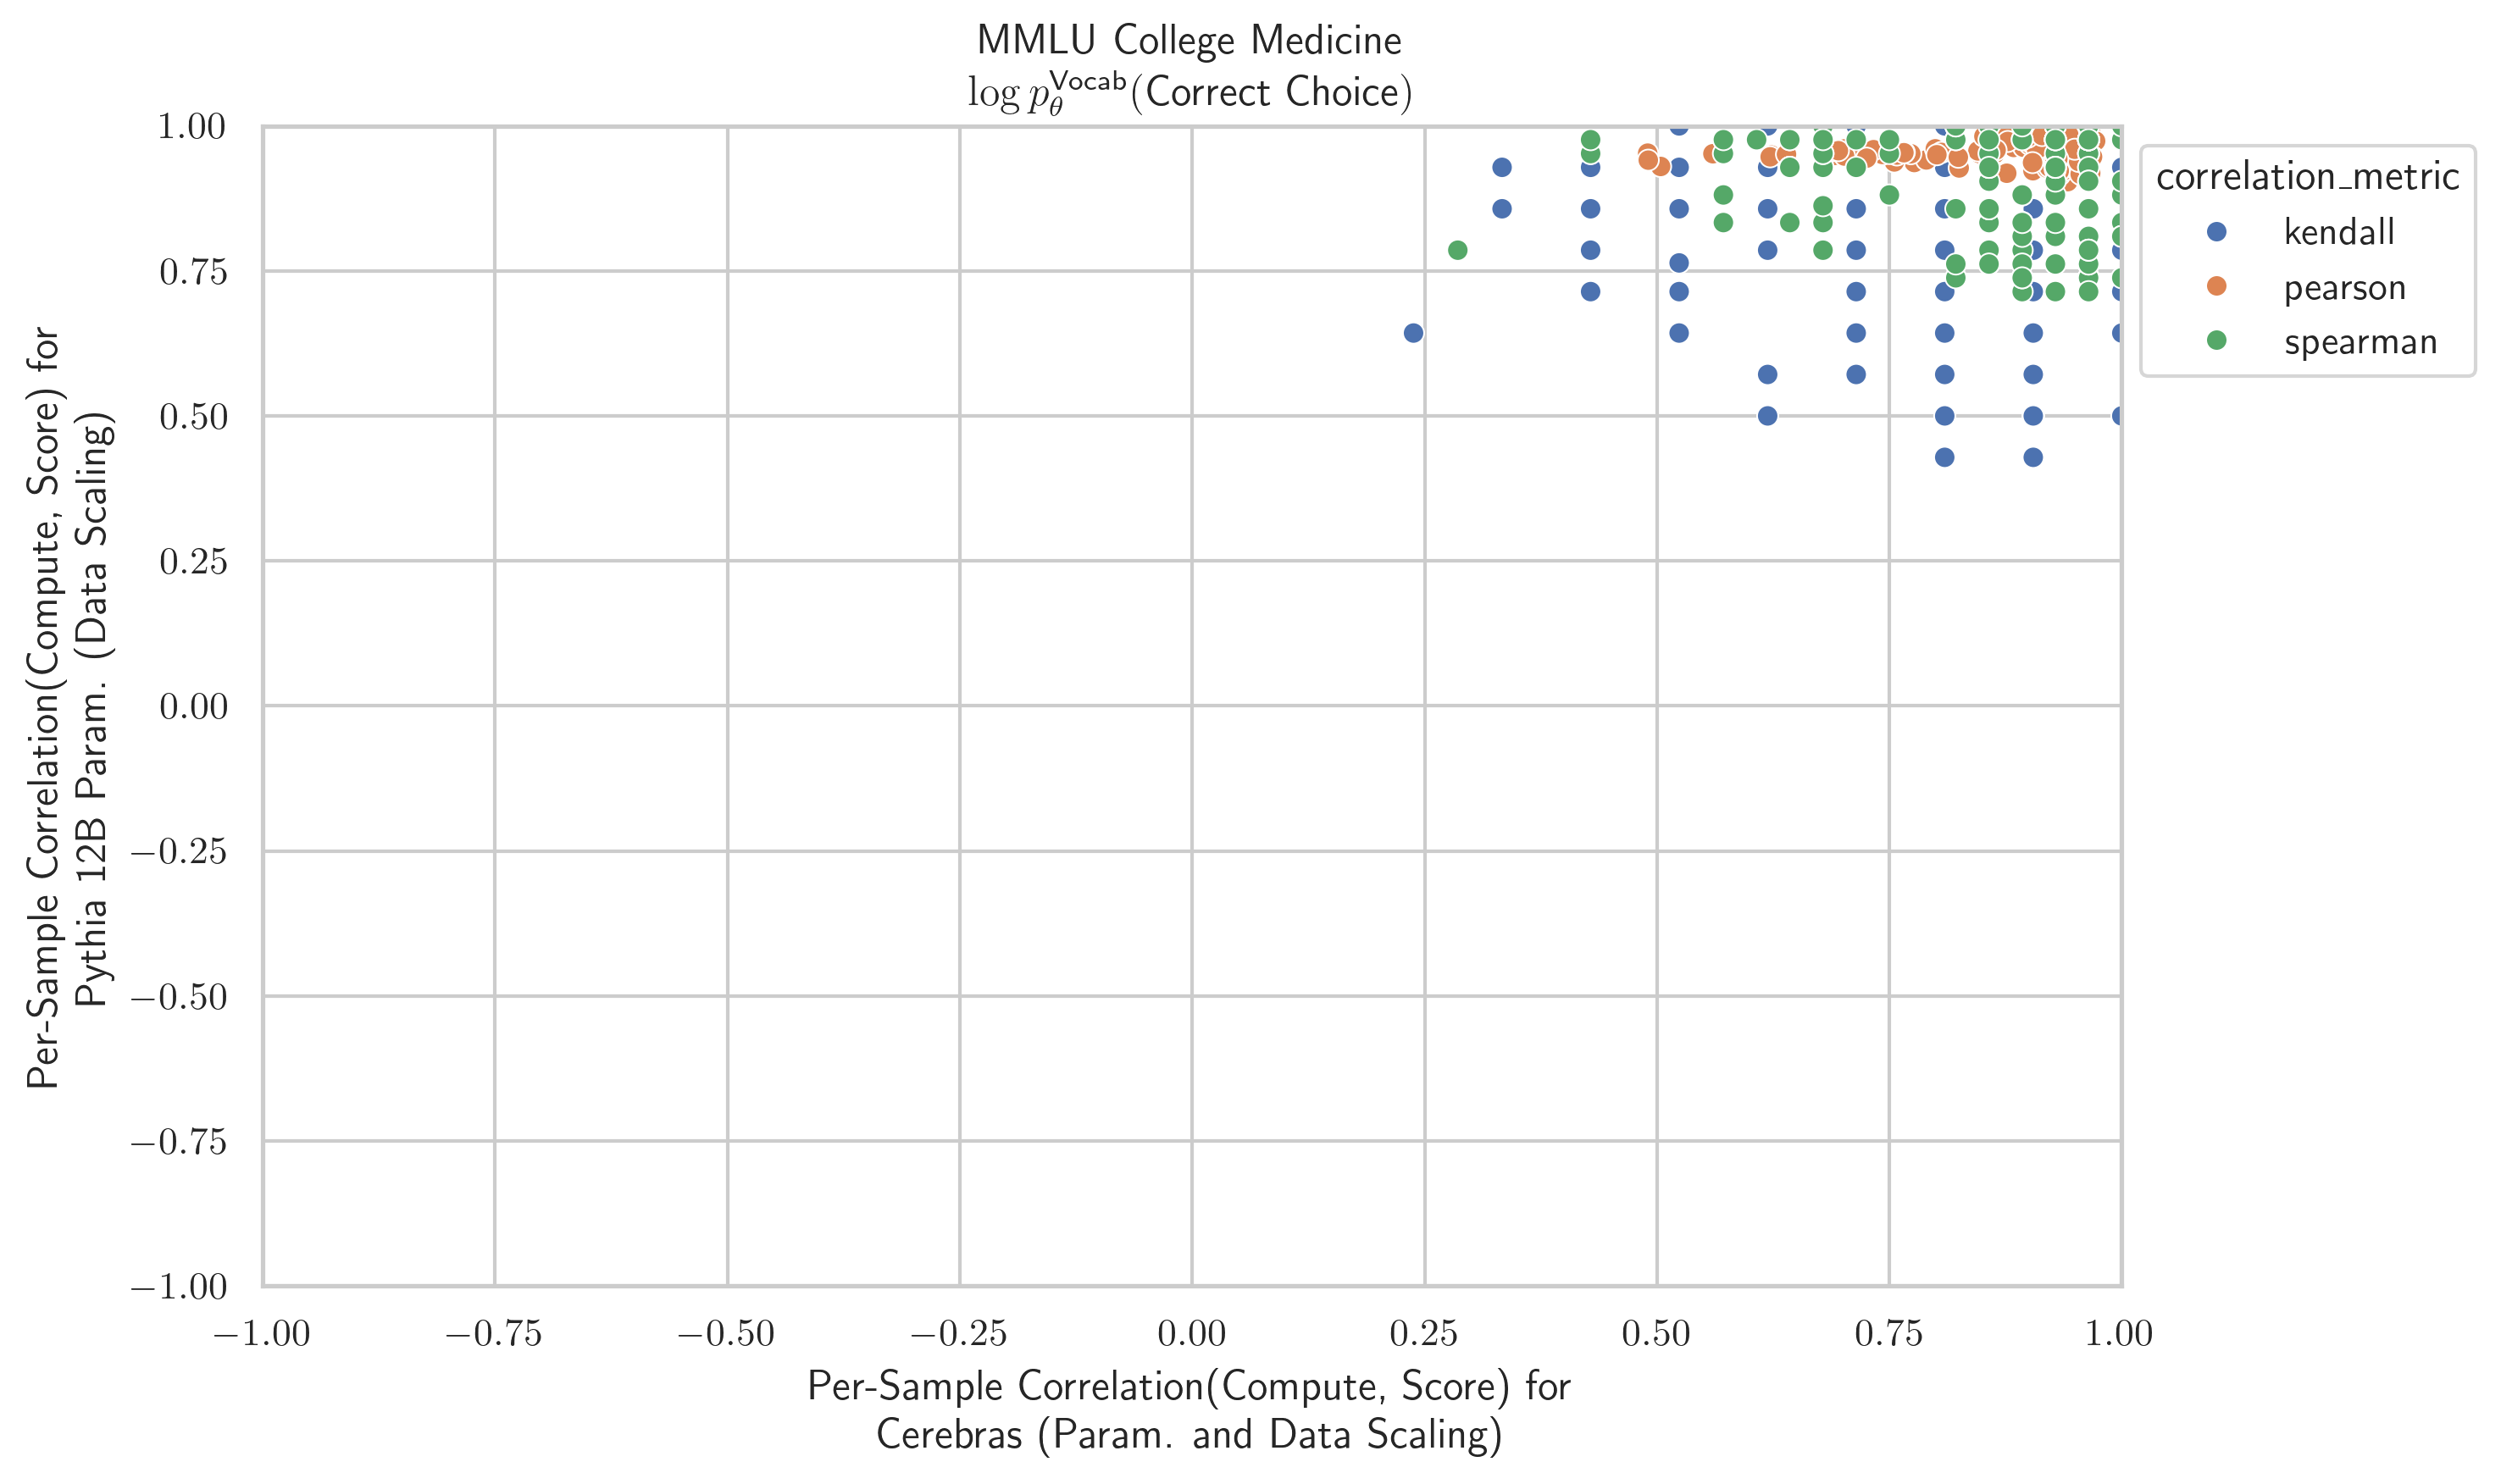 MMLU College Medicine
log p_θ^Vocab(Correct Choice)
Per-Sample Correlation(Compute, Score) for
Pythia 12B Param. (Data Scaling)
1.00
0.75
0.50
0.25
0.00
−0.25
−0.50
−0.75
−1.00
−1.00 −0.75 −0.50 −0.25 0.00 0.25 0.50 0.75 1.00
Per-Sample Correlation(Compute, Score) for
Cerebras (Param. and Data Scaling)
correlation_metric
kendall
pearson
spearman